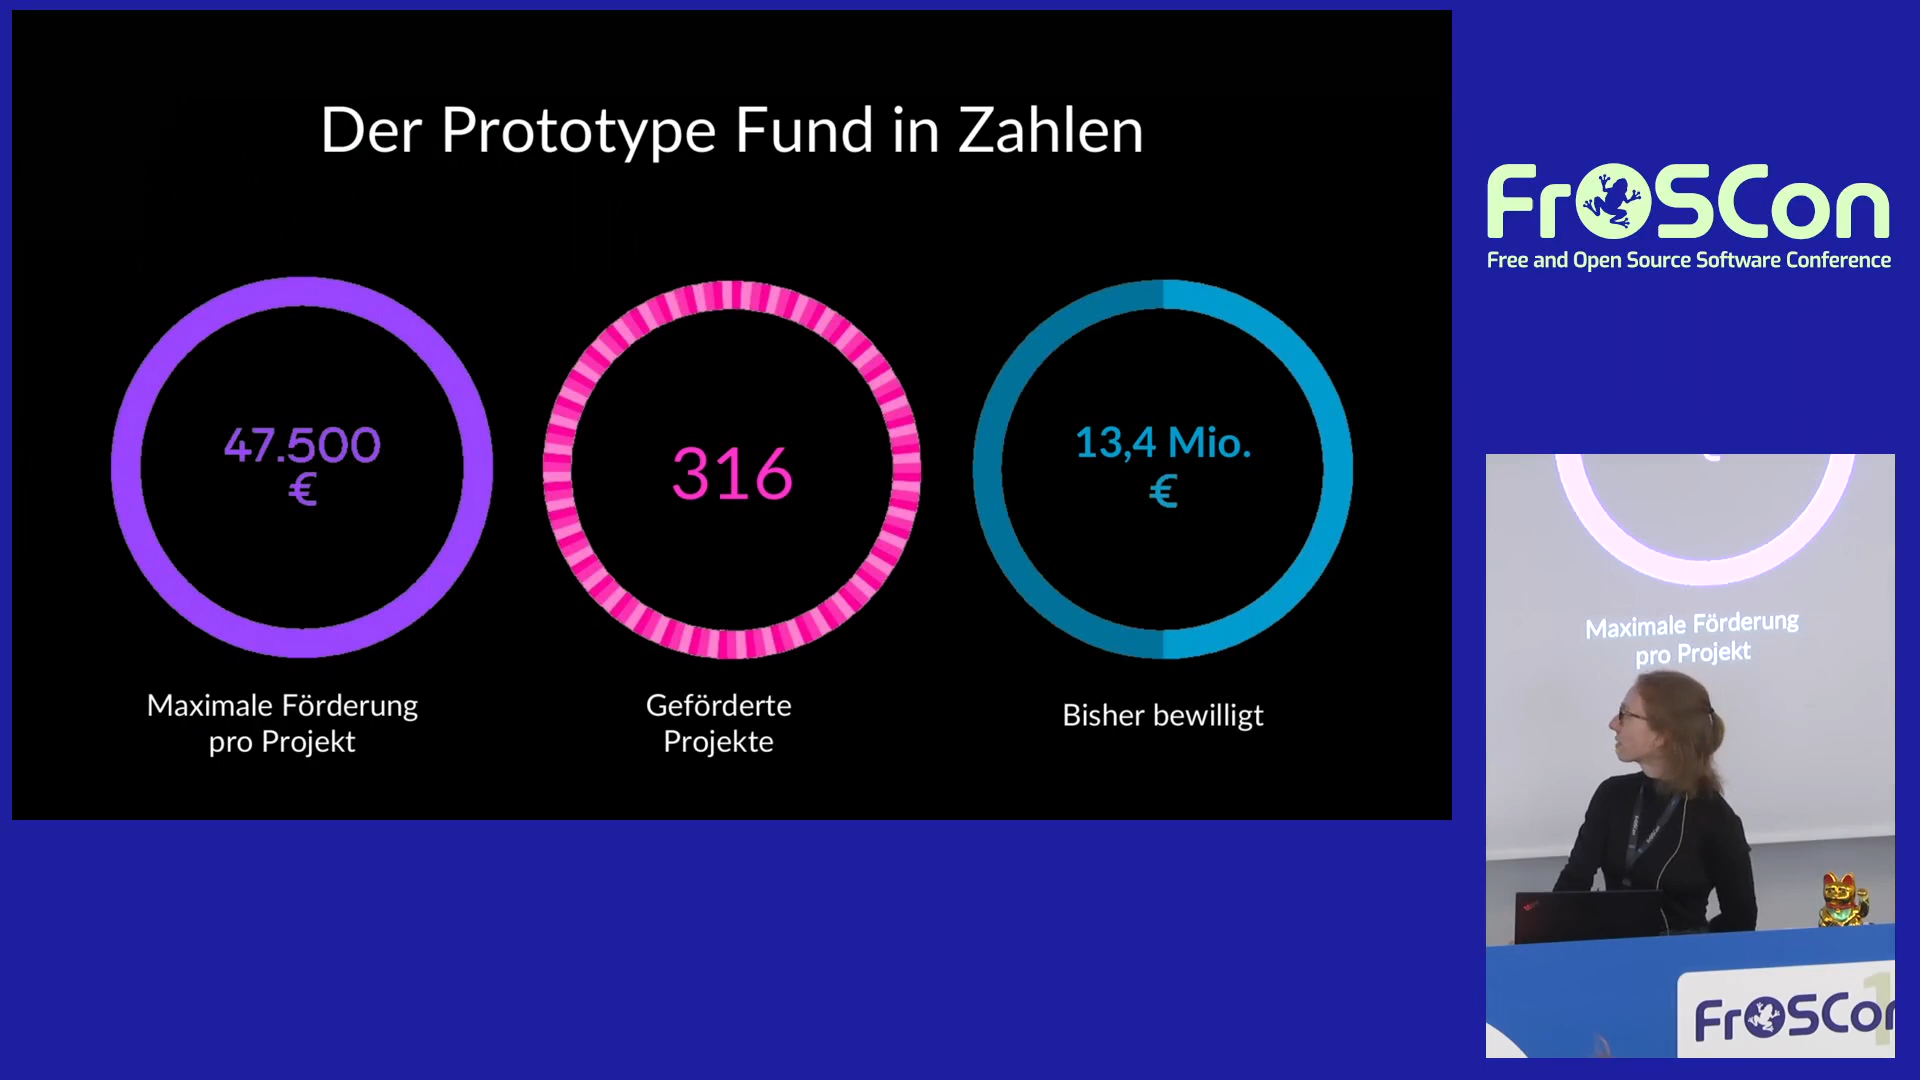 Der Prototype Fund in Zahlen
47.500
€
316
13,4 Mio.
€
Maximale Förderung
pro Projekt
Geförderte
Projekte
Bisher bewilligt
FrOSCon
Free and Open Source Software Conference
Maximale Förderung
pro Projekt
FrOSCon